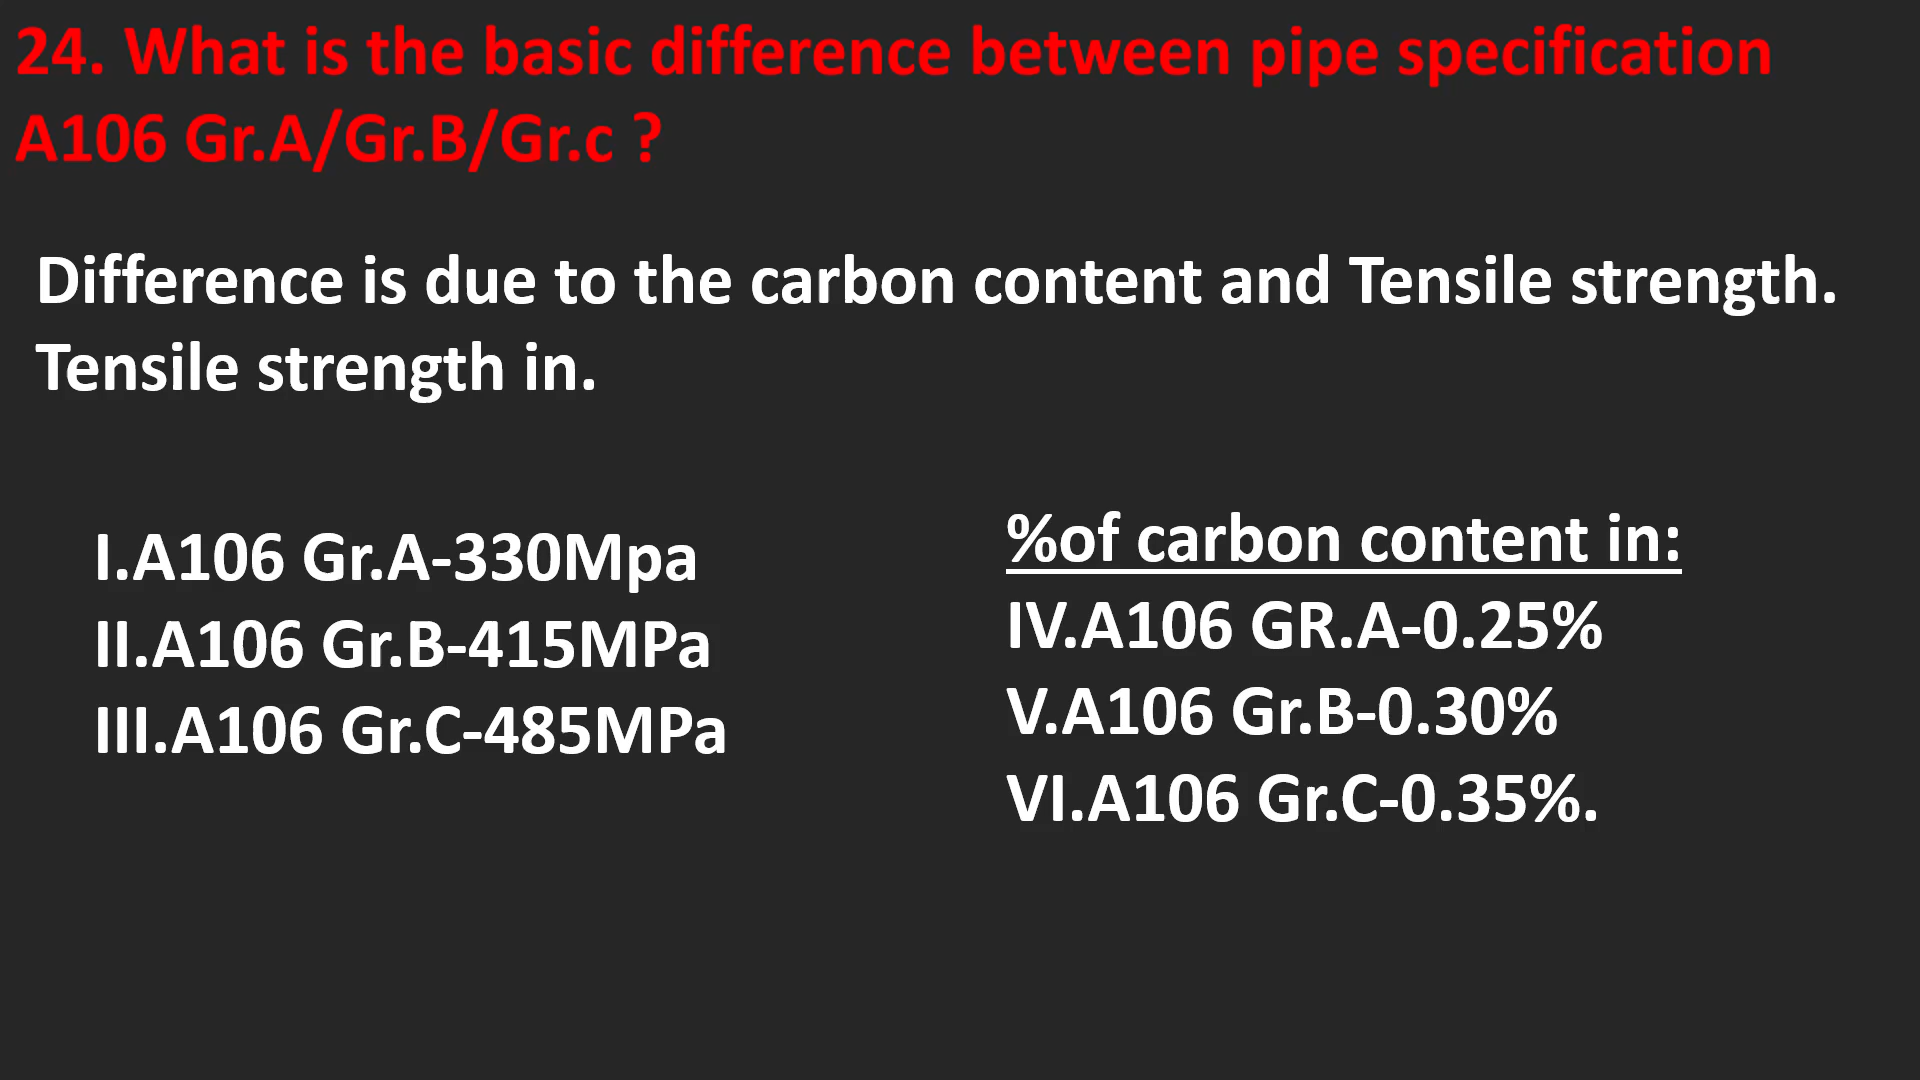 24. What is the basic difference between pipe specification
A106 Gr.A/Gr.B/Gr.c ?
Difference is due to the carbon content and Tensile strength.
Tensile strength in.
I.A106 Gr.A-330Mpa
II.A106 Gr.B-415MPa
III.A106 Gr.C-485MPa
%of carbon content in:
IV.A106 GR.A-0.25%
V.A106 Gr.B-0.30%
VI.A106 Gr.C-0.35%.